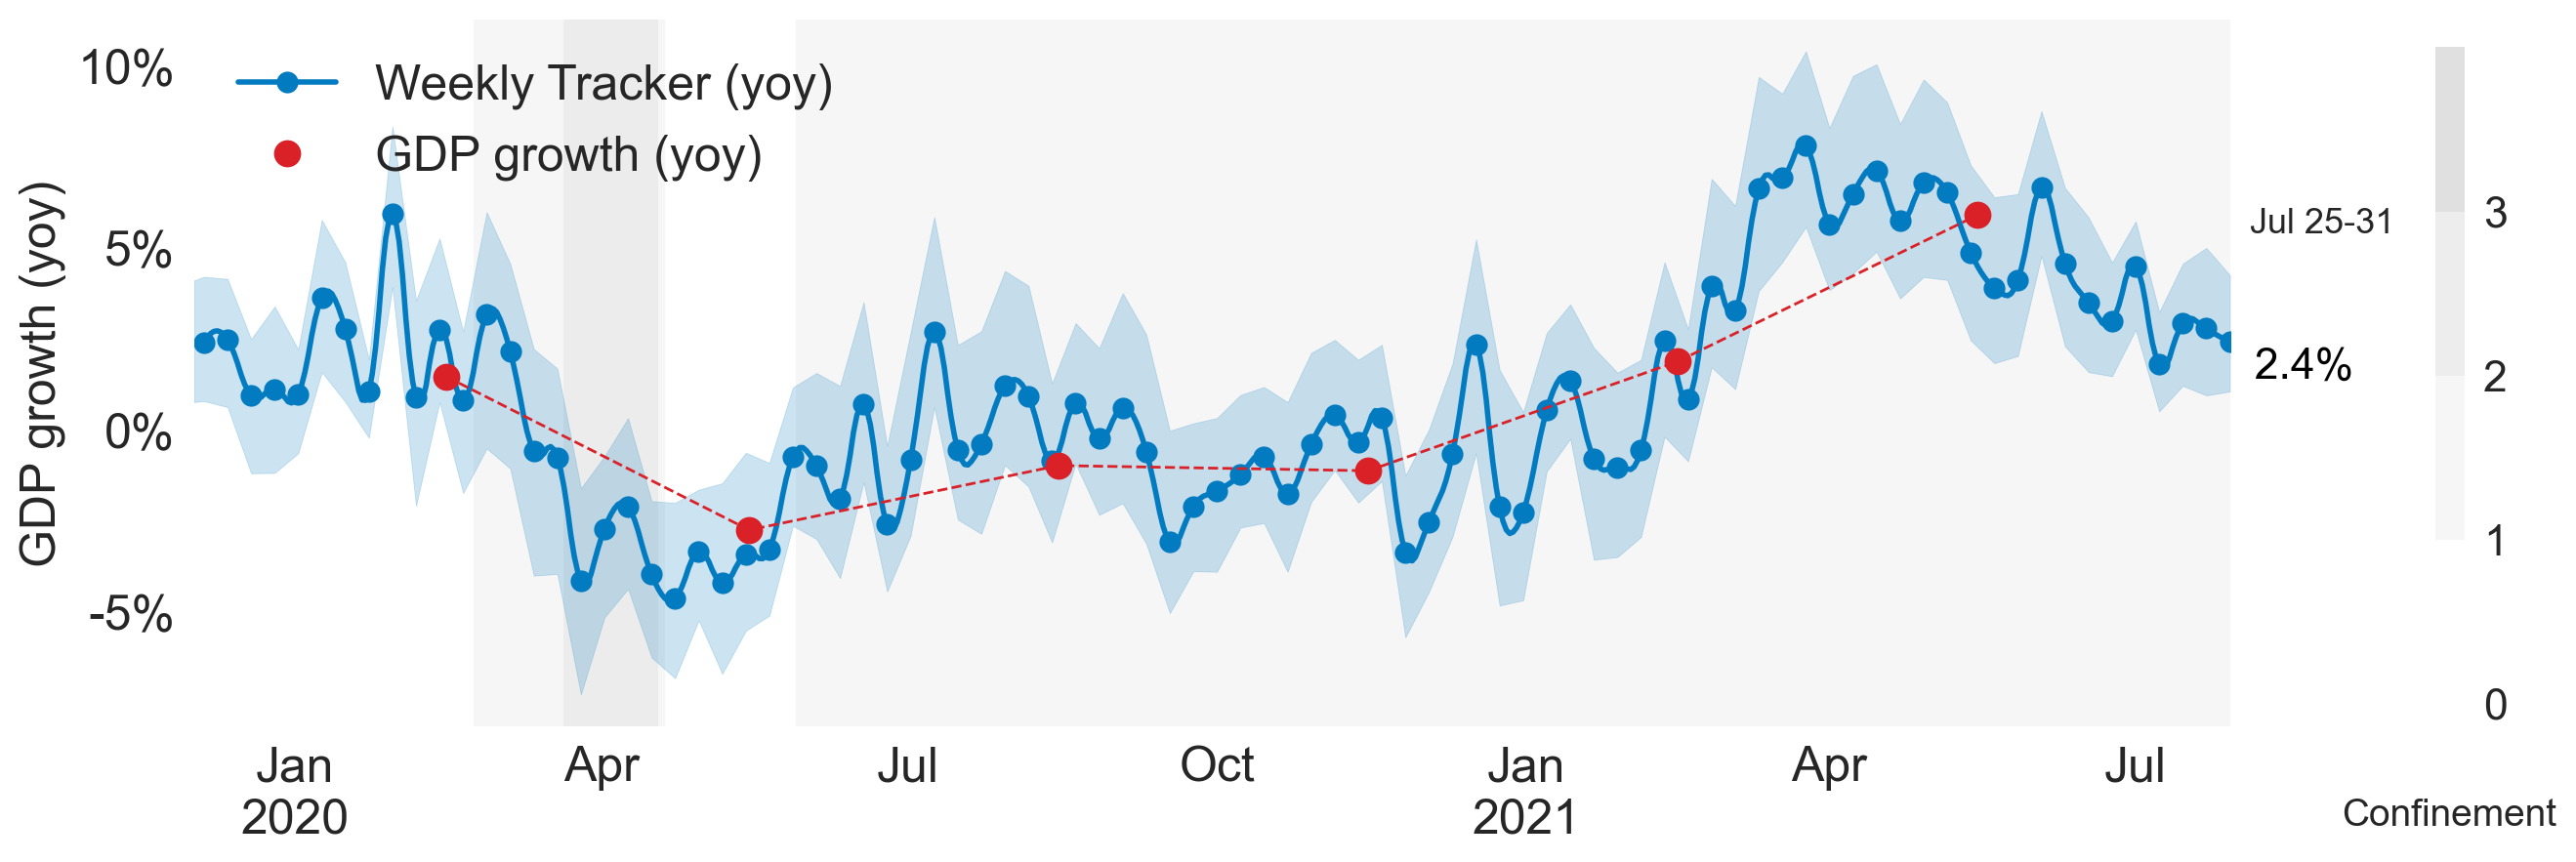 10%
5%
0%
-5%
GDP growth (yoy)
Weekly Tracker (yoy)
GDP growth (yoy)
Jul 25-31
2.4%
3
2
1
0
Jan
2020
Apr
Jul
Oct
Jan
2021
Apr
Jul
Confinement